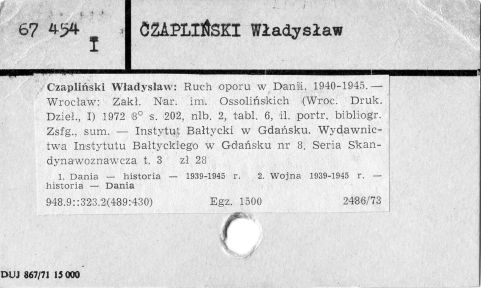 67 454
I
CZAPLIŃSKI Władysław
Czapliński Władysław: Ruch oporu w Danii. 1940-1945. —
Wrocław: Zakł. Nar. im. Ossolińskich (Wroc. Druk.
Dzieł., I) 1972 8° s. 202, nlb. 2, tabl. 6, il. portr. bibliogr.
Zsfg., sum. — Instytut Bałtycki w Gdańsku. Wydawnic-
twa Instytutu Bałtyckiego w Gdańsku nr 8. Seria Skan-
dynawoznawcza t. 3 zł 28
1. Dania — historia — 1939-1945 r. 2. Wojna 1939-1945 r. —
historia — Dania
948.9::323.2(489:430) Egz. 1500 2486/73
DUJ 867/71 15 000